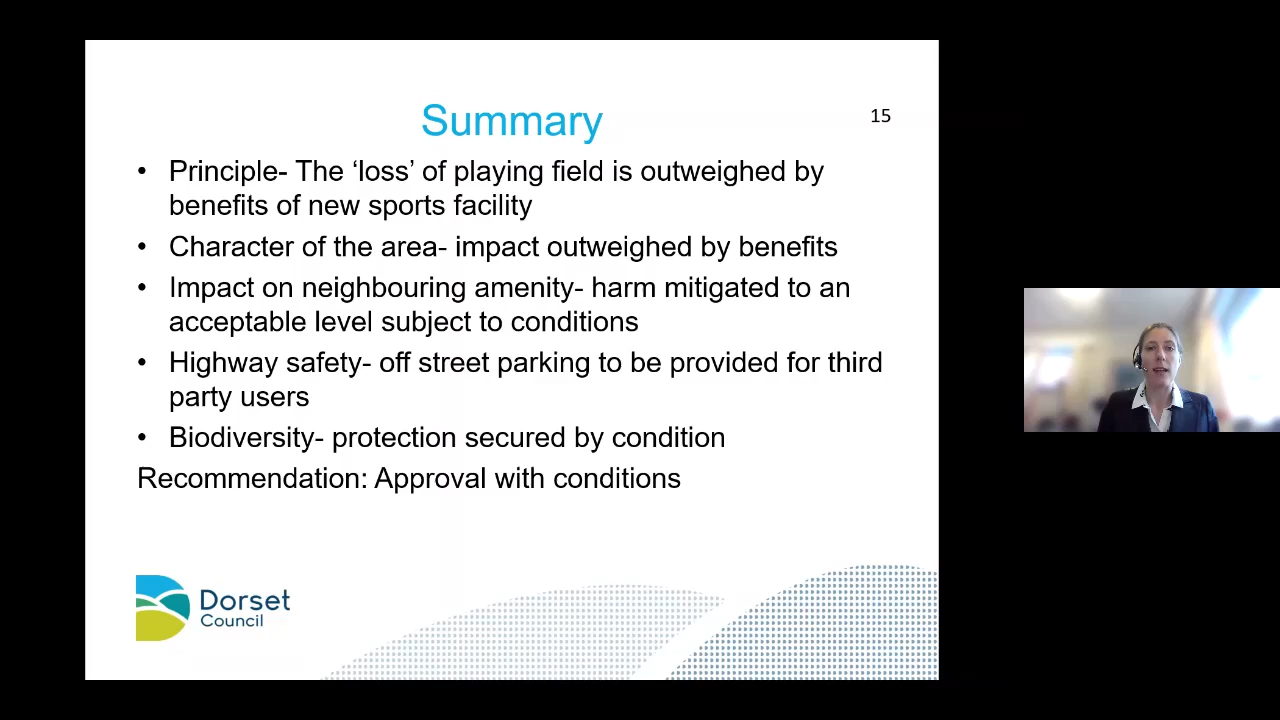 Summary
15
• Principle- The ‘loss’ of playing field is outweighed by
benefits of new sports facility
• Character of the area- impact outweighed by benefits
• Impact on neighbouring amenity- harm mitigated to an
acceptable level subject to conditions
• Highway safety- off street parking to be provided for third
party users
• Biodiversity- protection secured by condition
Recommendation: Approval with conditions
Dorset
Council